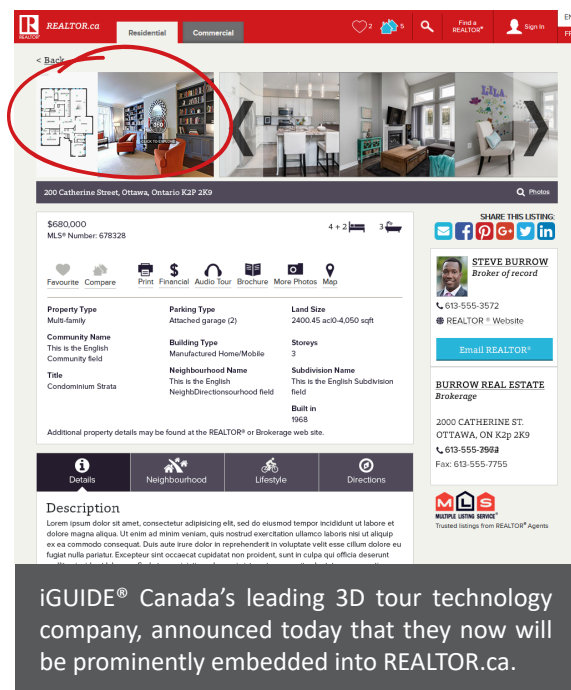 REALTOR.ca
Residential
Commercial
2
5
Find a
REALTOR®
Sign In
EN
FR
REALTOR®
< Back
3D
CLICK TO EXPLORE
LILA
200 Catherine Street, Ottawa, Ontario K2P 2K9
Photos
$680,000
MLS® Number: 678328
4 + 2
3
Favourite
Compare
Print
Financial
Audio Tour
Brochure
More Photos
Map
Property Type
Multi-family
Parking Type
Attached garage (2)
Land Size
2400.45 acl0-4,050 sqft
Community Name
This is the English
Community field
Building Type
Manufactured Home/Mobile
Storeys
3
Title
Condominium Strata
Neighbourhood Name
This is the English
NeighbDirectionsourhood field
Subdivision Name
This is the English Subdivision
field
Built in
1968
Additional property details may be found at the REALTOR® or Brokerage web site.
SHARE THIS LISTING:
STEVE BURROW
Broker of record
613-555-3572
REALTOR ® Website
Email REALTOR®
BURROW REAL ESTATE
Brokerage
2000 CATHERINE ST.
OTTAWA, ON K2p 2K9
Fax: 613-555-7755
MLS
MULTIPLE LISTING SERVICE®
Trusted listings from REALTOR® Agents
Details
Neighbourhood
Lifestyle
Directions
Description
Lorem ipsum dolor sit amet, consectetur adipisicing elit, sed do eiusmod tempor incididunt ut labore et
dolore magna aliqua. Ut enim ad minim veniam, quis nostrud exercitation ullamco laboris nisi ut aliquip
ex ea commodo consequat. Duis aute irure dolor in reprehenderit in voluptate velit esse cillum dolore eu
fugiat nulla pariatur. Excepteur sint occaecat cupidatat non proident, sunt in culpa qui officia deserunt
iGUIDE® Canada's leading 3D tour technology
company, announced today that they now will
be prominently embedded into REALTOR.ca.